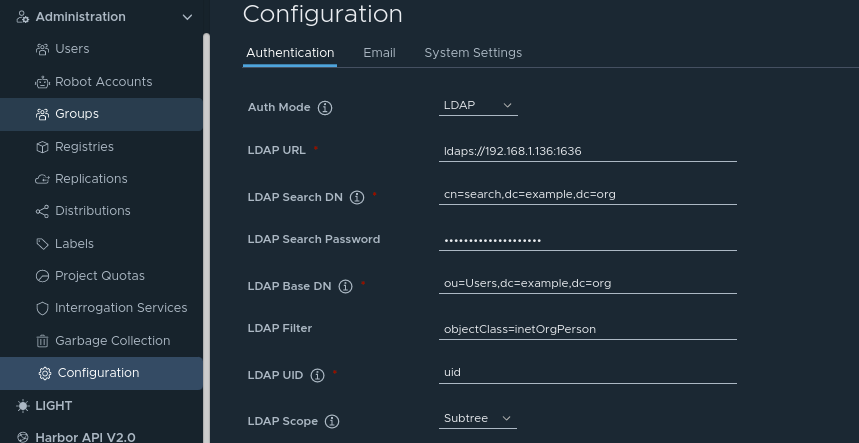 Configuration
Administration
Users
Robot Accounts
Groups
Registries
Replications
Distributions
Labels
Project Quotas
Interrogation Services
Garbage Collection
Configuration
LIGHT
Harbor API V2.0
Authentication Email System Settings
Auth Mode LDAP
LDAP URL * ldaps://192.168.1.136:1636
LDAP Search DN * cn=search,dc=example,dc=org
LDAP Search Password ••••••••••••••••••••
LDAP Base DN * ou=Users,dc=example,dc=org
LDAP Filter objectClass=inetOrgPerson
LDAP UID * uid
LDAP Scope Subtree